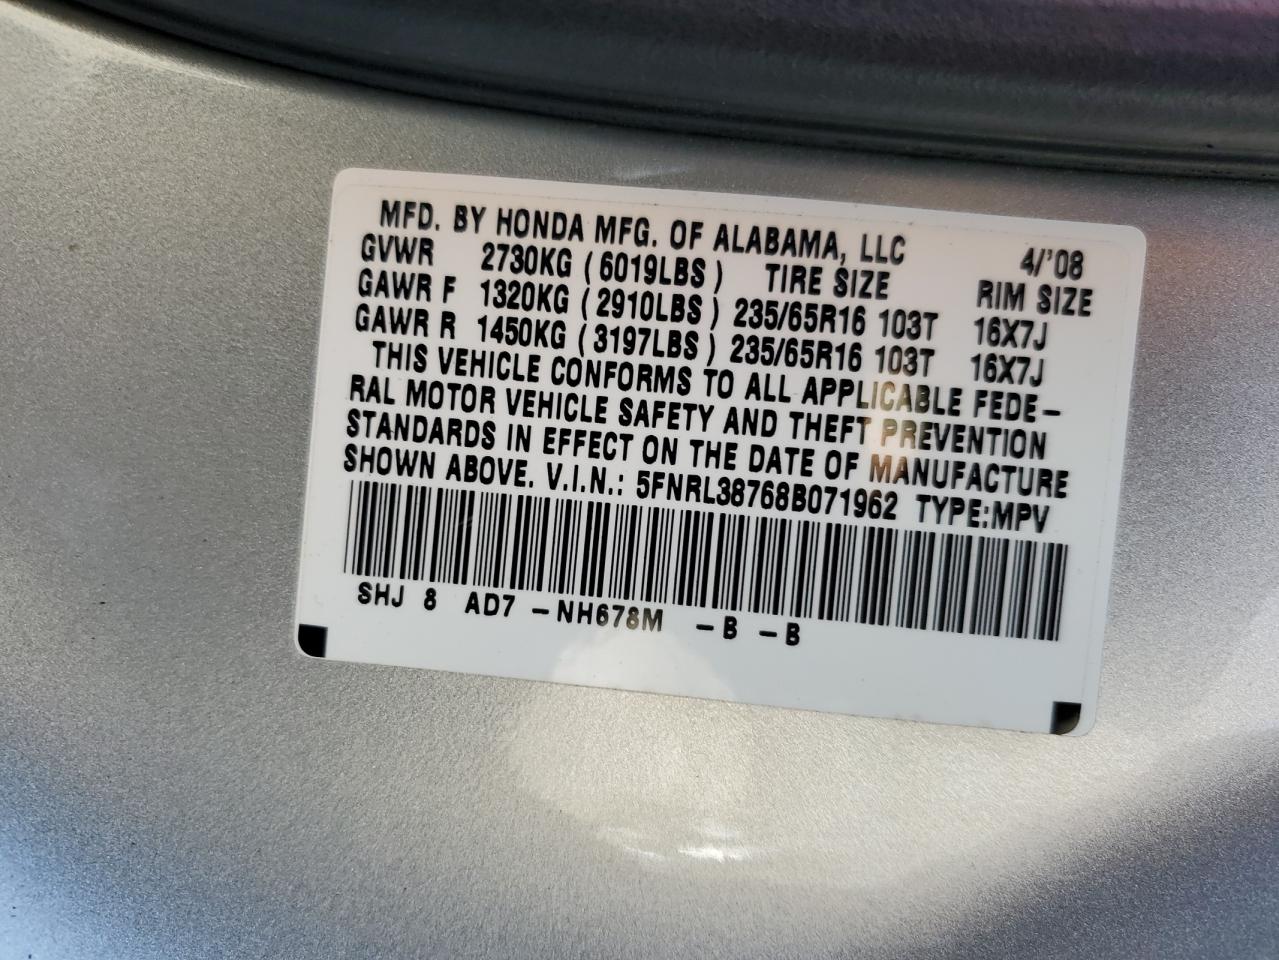 MFD. BY HONDA MFG. OF ALABAMA, LLC 4/'08
GVWR 2730KG (6019LBS) TIRE SIZE RIM SIZE
GAWR F 1320KG (2910LBS) 235/65R16 103T 16X7J
GAWR R 1450KG (3197LBS) 235/65R16 103T 16X7J
THIS VEHICLE CONFORMS TO ALL APPLICABLE FEDE-
RAL MOTOR VEHICLE SAFETY AND THEFT PREVENTION
STANDARDS IN EFFECT ON THE DATE OF MANUFACTURE
SHOWN ABOVE. V.I.N.: 5FNRL38768B071962 TYPE:MPV
SHJ 8 AD7 -NH678M -B -B